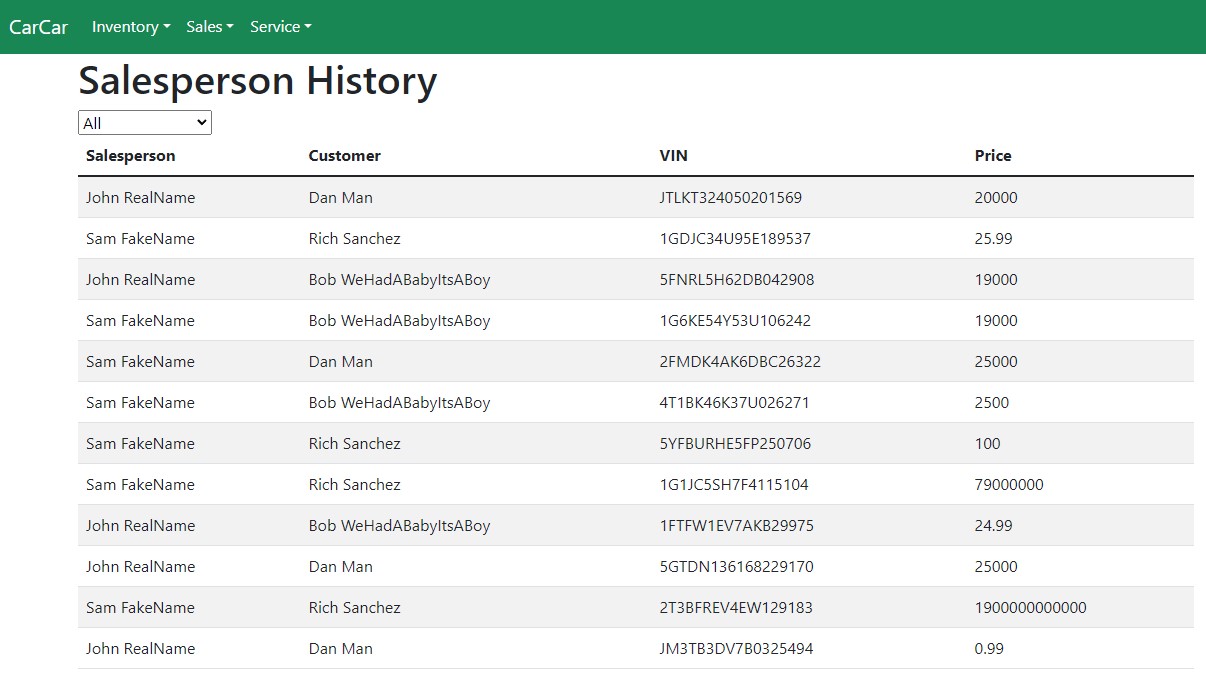 CarCar Inventory Sales Service
Salesperson History
All
Salesperson Customer VIN Price
John RealName Dan Man JTLKT324050201569 20000
Sam FakeName Rich Sanchez 1GDJC34U95E189537 25.99
John RealName Bob WeHadABabyItsABoy 5FNRL5H62DB042908 19000
Sam FakeName Bob WeHadABabyItsABoy 1G6KE54Y53U106242 19000
Sam FakeName Dan Man 2FMDK4AK6DBC26322 25000
Sam FakeName Bob WeHadABabyItsABoy 4T1BK46K37U026271 2500
Sam FakeName Rich Sanchez 5YFBURHE5FP250706 100
Sam FakeName Rich Sanchez 1G1JC5SH7F4115104 79000000
John RealName Bob WeHadABabyItsABoy 1FTFW1EV7AKB29975 24.99
John RealName Dan Man 5GTDN136168229170 25000
Sam FakeName Rich Sanchez 2T3BFREV4EW129183 1900000000000
John RealName Dan Man JM3TB3DV7B0325494 0.99